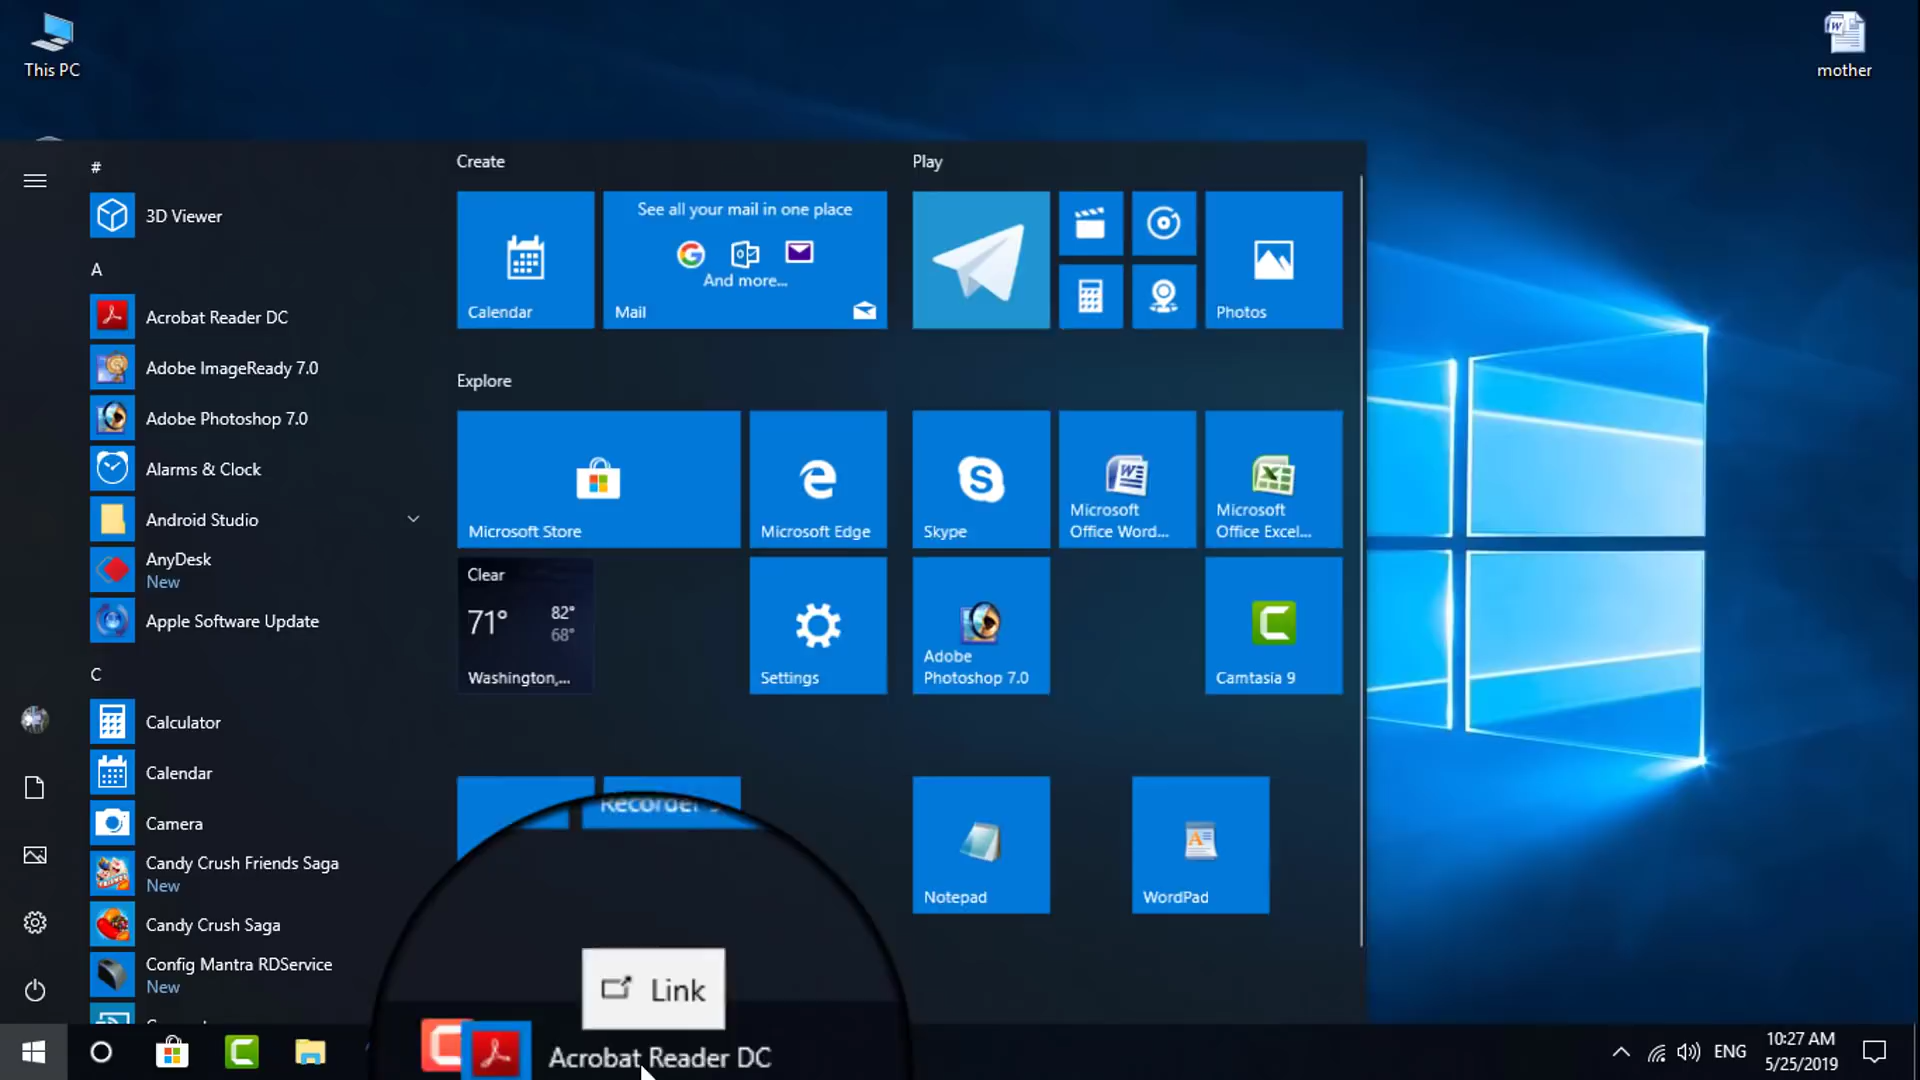 This PC
mother
#
3D Viewer
A
Acrobat Reader DC
Adobe ImageReady 7.0
Adobe Photoshop 7.0
Alarms & Clock
Android Studio
AnyDesk
New
Apple Software Update
C
Calculator
Calendar
Camera
Candy Crush Friends Saga
New
Candy Crush Saga
Config Mantra RDService
New
Create
Calendar
See all your mail in one place
And more...
Mail
Play
Photos
Explore
Microsoft Store
Microsoft Edge
Skype
Microsoft
Office Word...
Microsoft
Office Excel...
Clear
71°
82°
68°
Washington,...
Settings
Adobe
Photoshop 7.0
Camtasia 9
Recorder
Notepad
WordPad
Link
Acrobat Reader DC
ENG
10:27 AM
5/25/2019